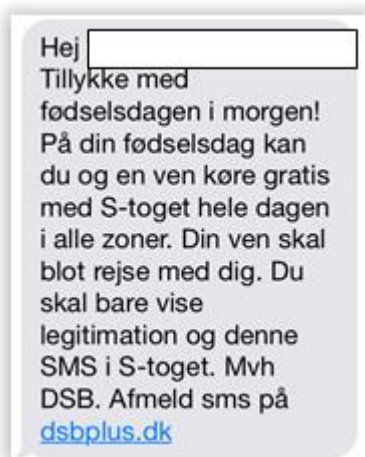 Hej
Tillykke med
fødselsdagen i morgen!
På din fødselsdag kan
du og en ven køre gratis
med S-toget hele dagen
i alle zoner. Din ven skal
blot rejse med dig. Du
skal bare vise
legitimation og denne
SMS i S-toget. Mvh
DSB. Afmeld sms på
dsbplus.dk